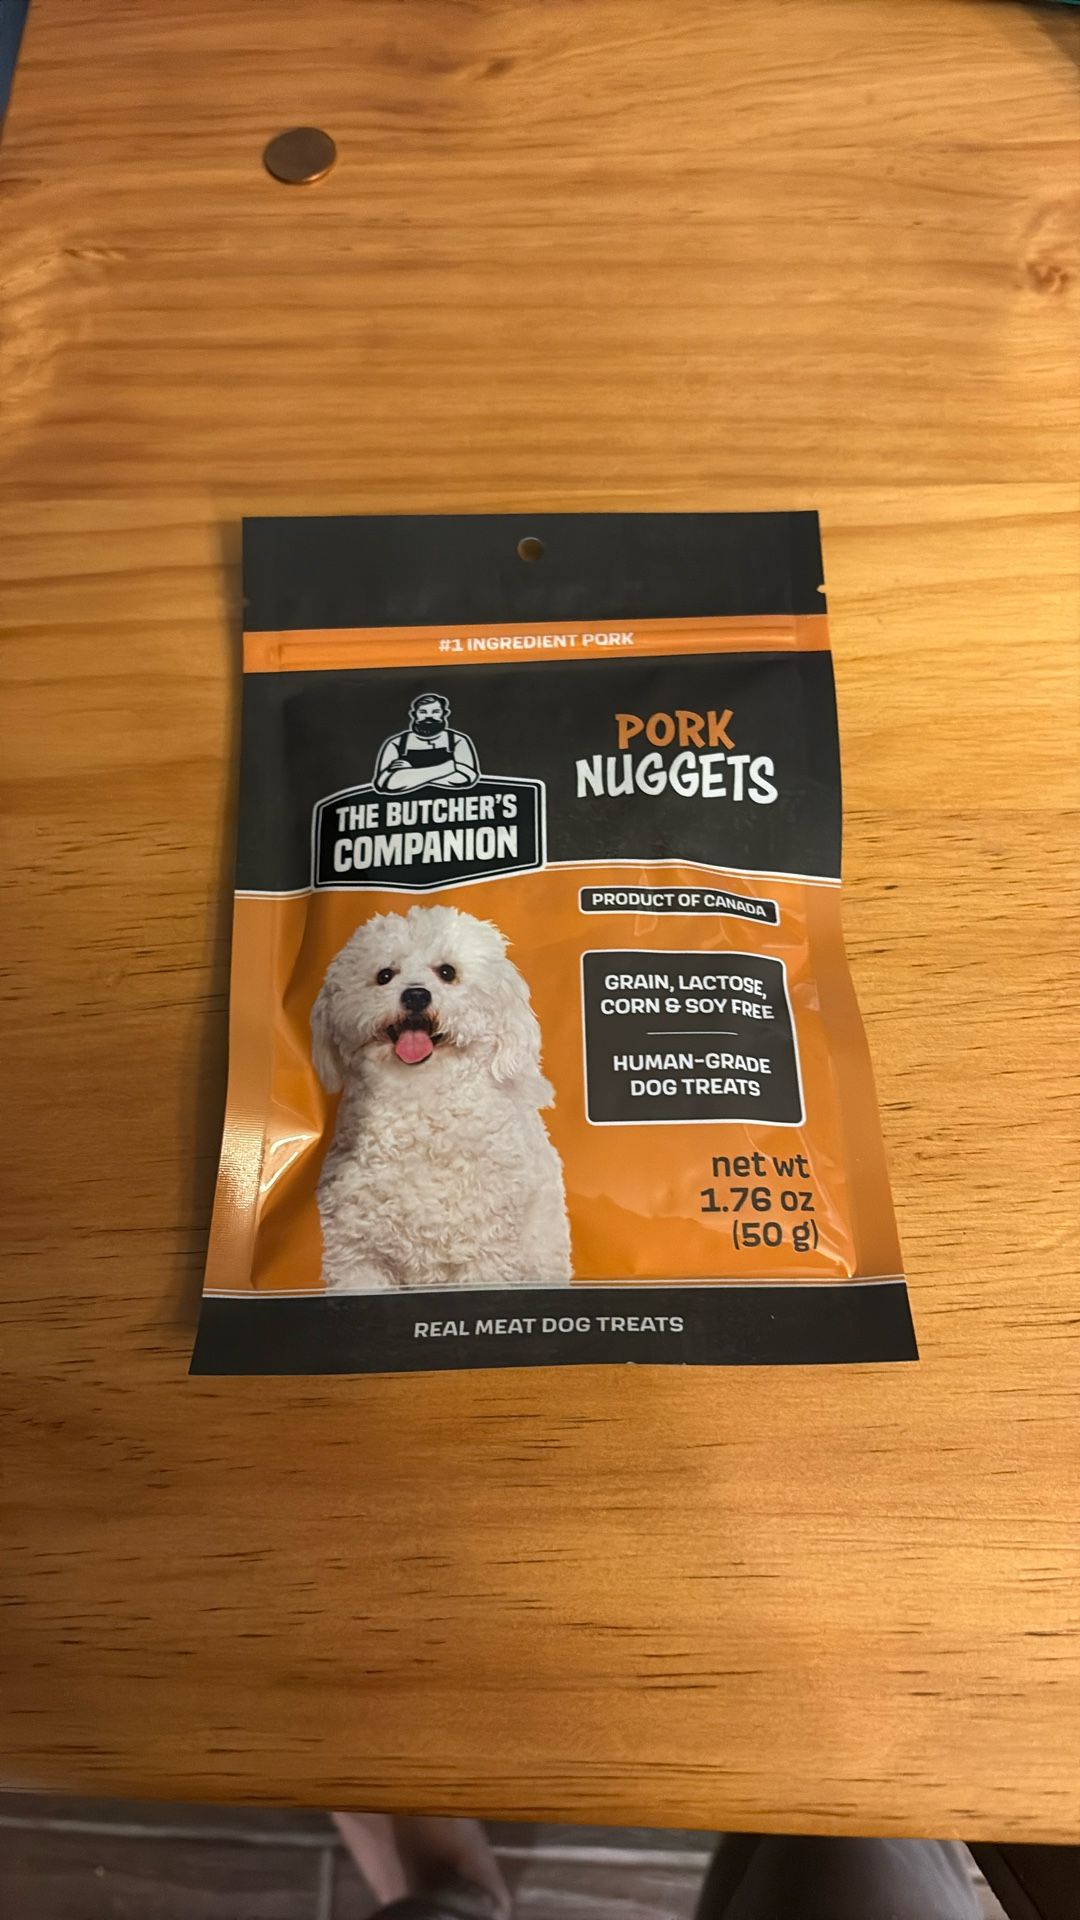 #1 INGREDIENT PORK
PORK
NUGGETS
THE BUTCHER'S
COMPANION
PRODUCT OF CANADA
GRAIN, LACTOSE,
CORN & SOY FREE
HUMAN-GRADE
DOG TREATS
net wt
1.76 oz
(50 g)
REAL MEAT DOG TREATS